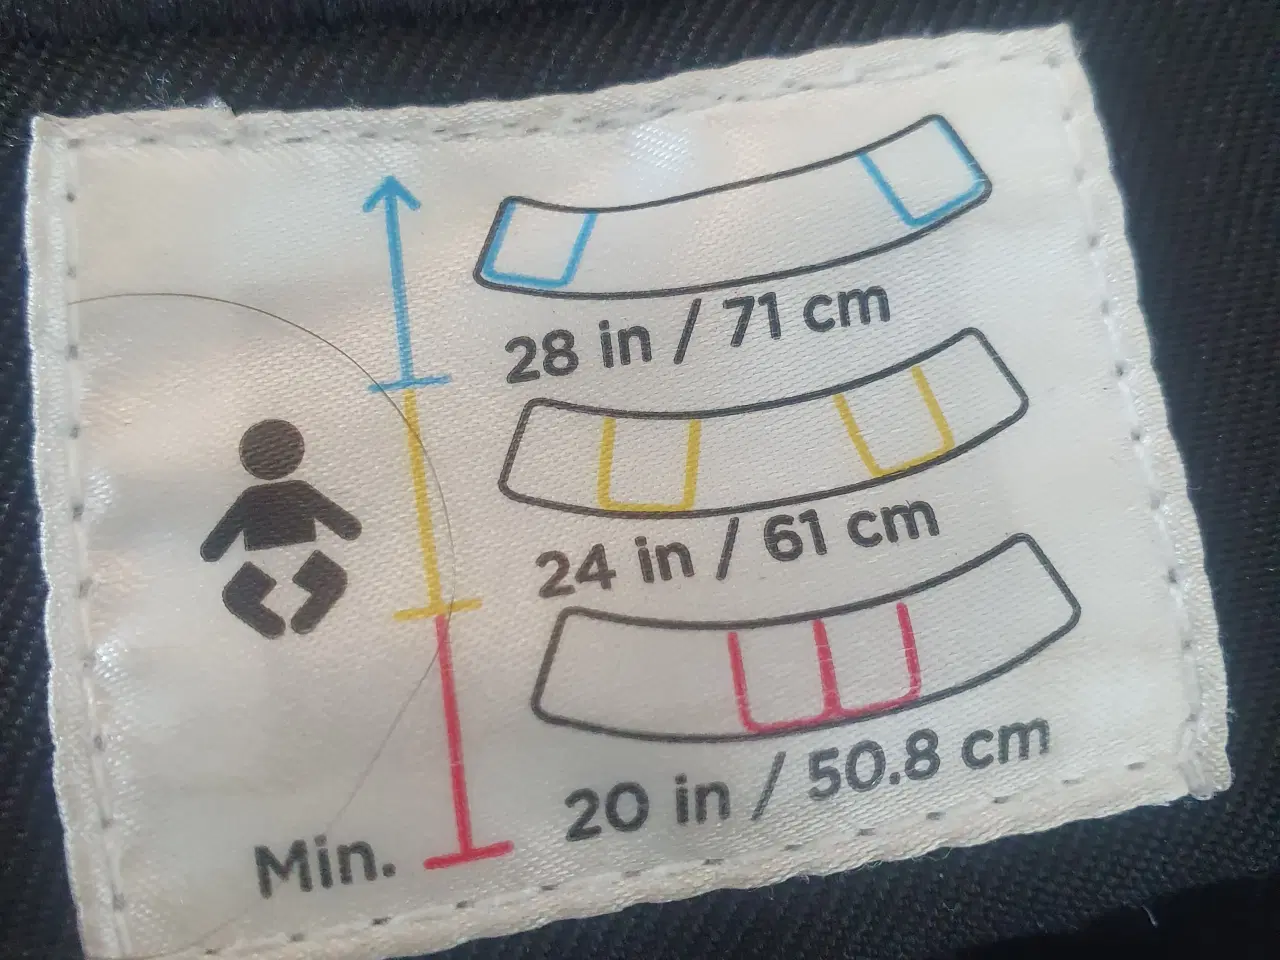 28 in / 71 cm
24 in / 61 cm
20 in / 50.8 cm
Min.